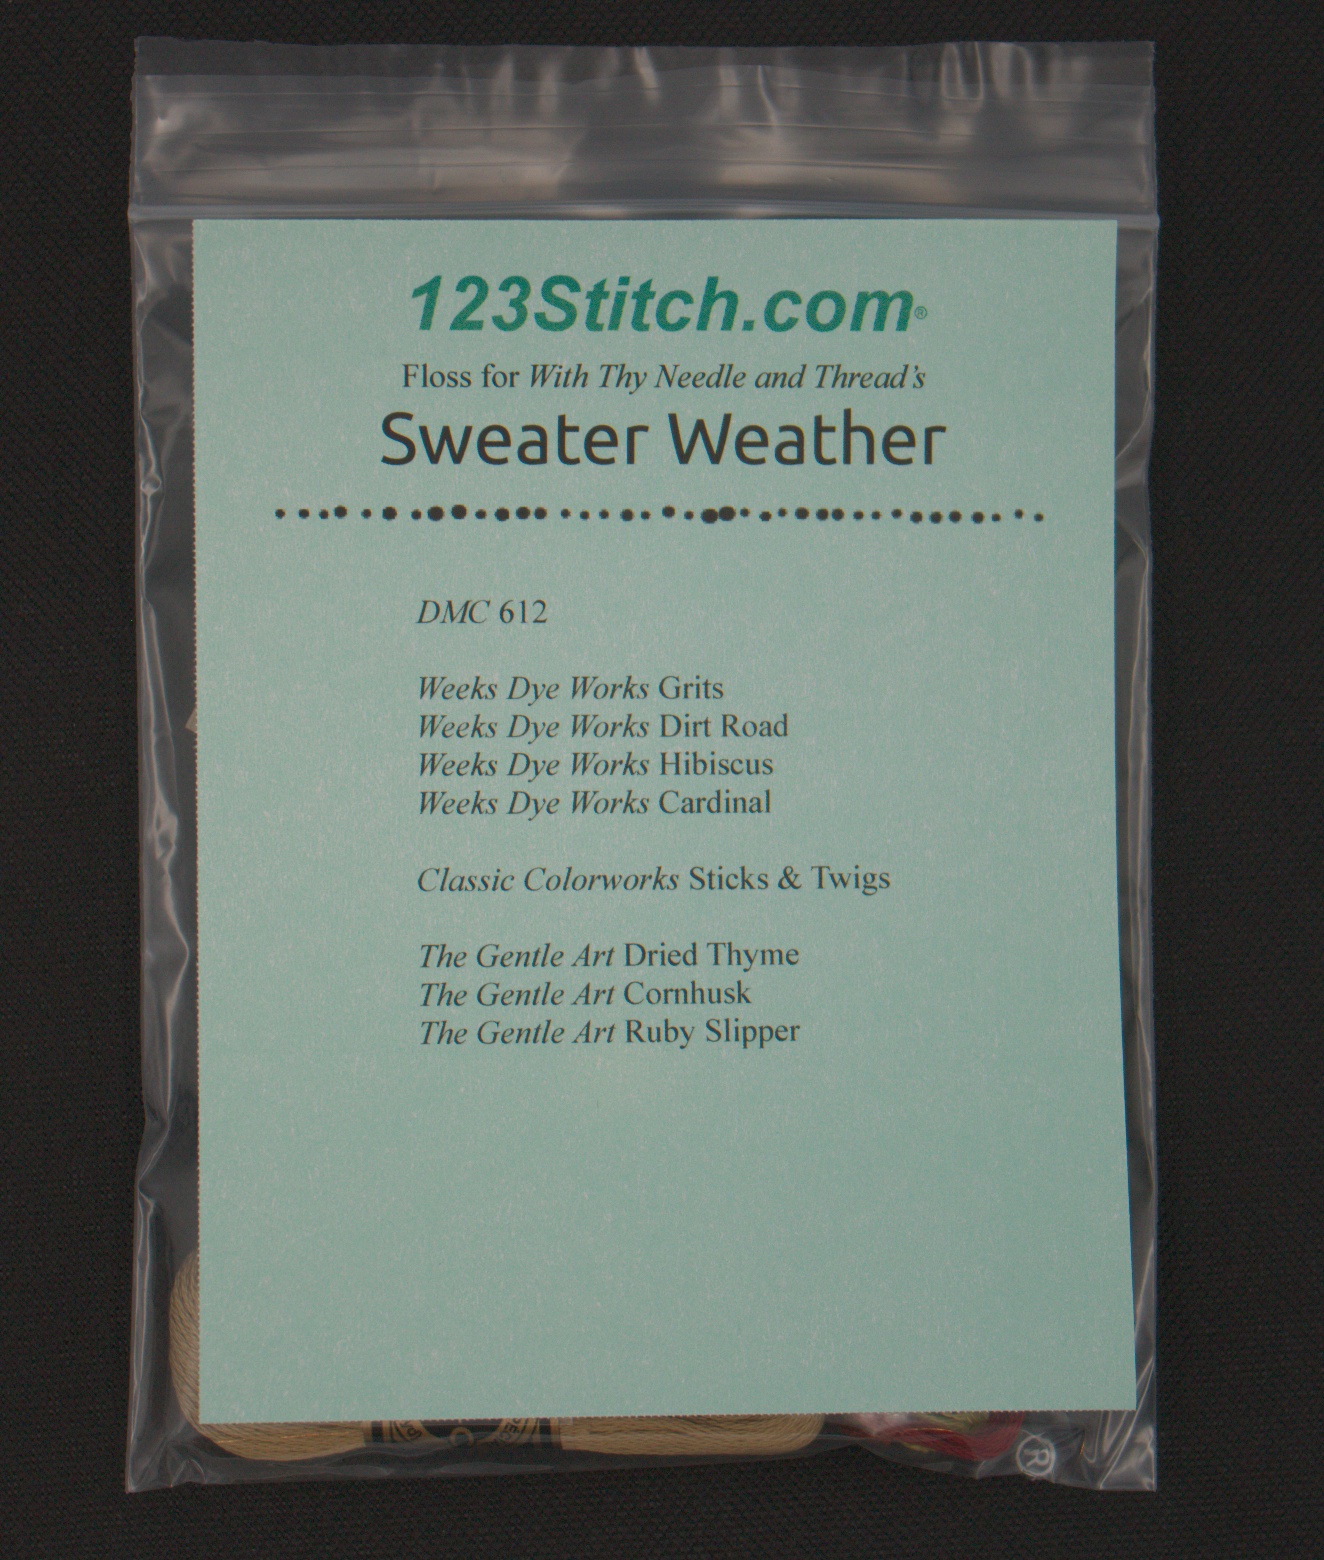 123Stitch.com®
Floss for With Thy Needle and Thread's
Sweater Weather
DMC 612
Weeks Dye Works Grits
Weeks Dye Works Dirt Road
Weeks Dye Works Hibiscus
Weeks Dye Works Cardinal
Classic Colorworks Sticks & Twigs
The Gentle Art Dried Thyme
The Gentle Art Cornhusk
The Gentle Art Ruby Slipper
®